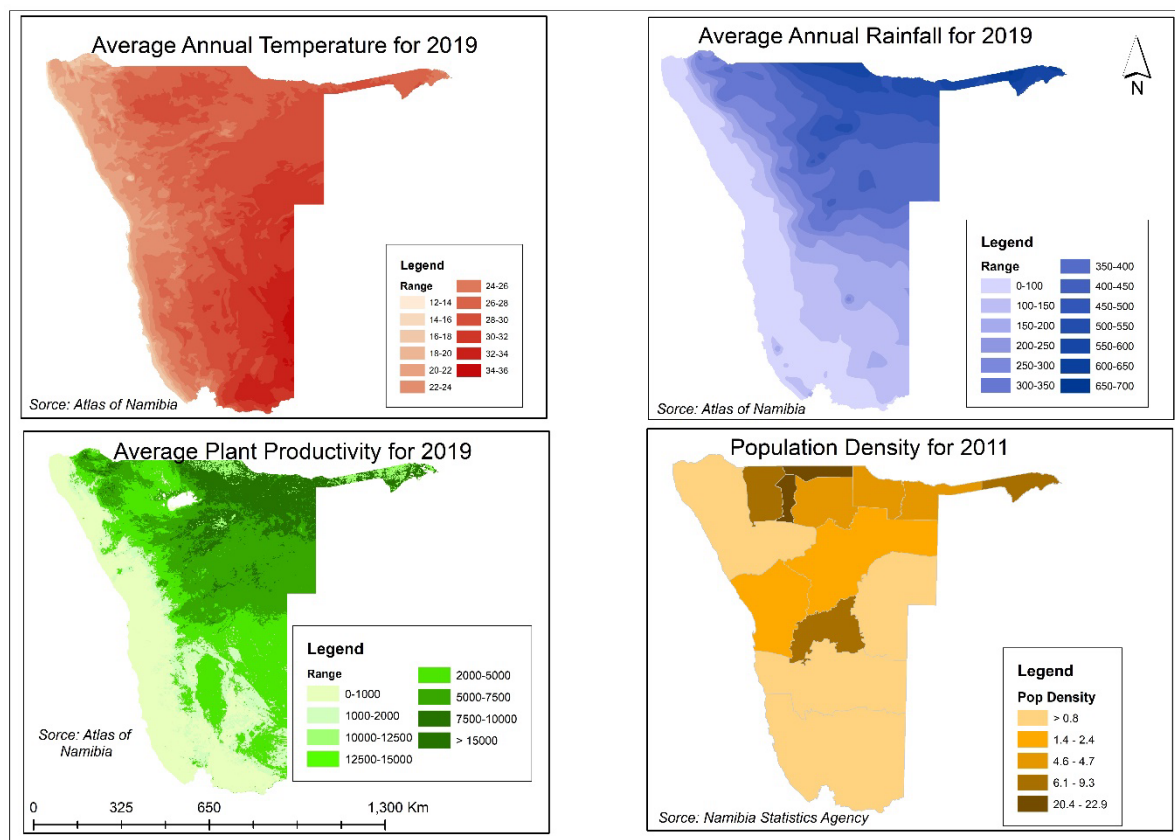 Average Annual Temperature for 2019
Legend
Range
12-14
14-16
16-18
18-20
20-22
22-24
24-26
26-28
28-30
30-32
32-34
34-36
Sorce: Atlas of Namibia
Average Annual Rainfall for 2019
N
Legend
Range
0-100
100-150
150-200
200-250
250-300
300-350
350-400
400-450
450-500
500-550
550-600
600-650
650-700
Sorce: Atlas of Namibia
Average Plant Productivity for 2019
Legend
Range
0-1000
1000-2000
10000-12500
12500-15000
2000-5000
5000-7500
7500-10000
> 15000
Sorce: Atlas of
Namibia
0 325 650 1,300 Km
Population Density for 2011
Legend
Pop Density
> 0.8
1.4 - 2.4
4.6 - 4.7
6.1 - 9.3
20.4 - 22.9
Sorce: Namibia Statistics Agency